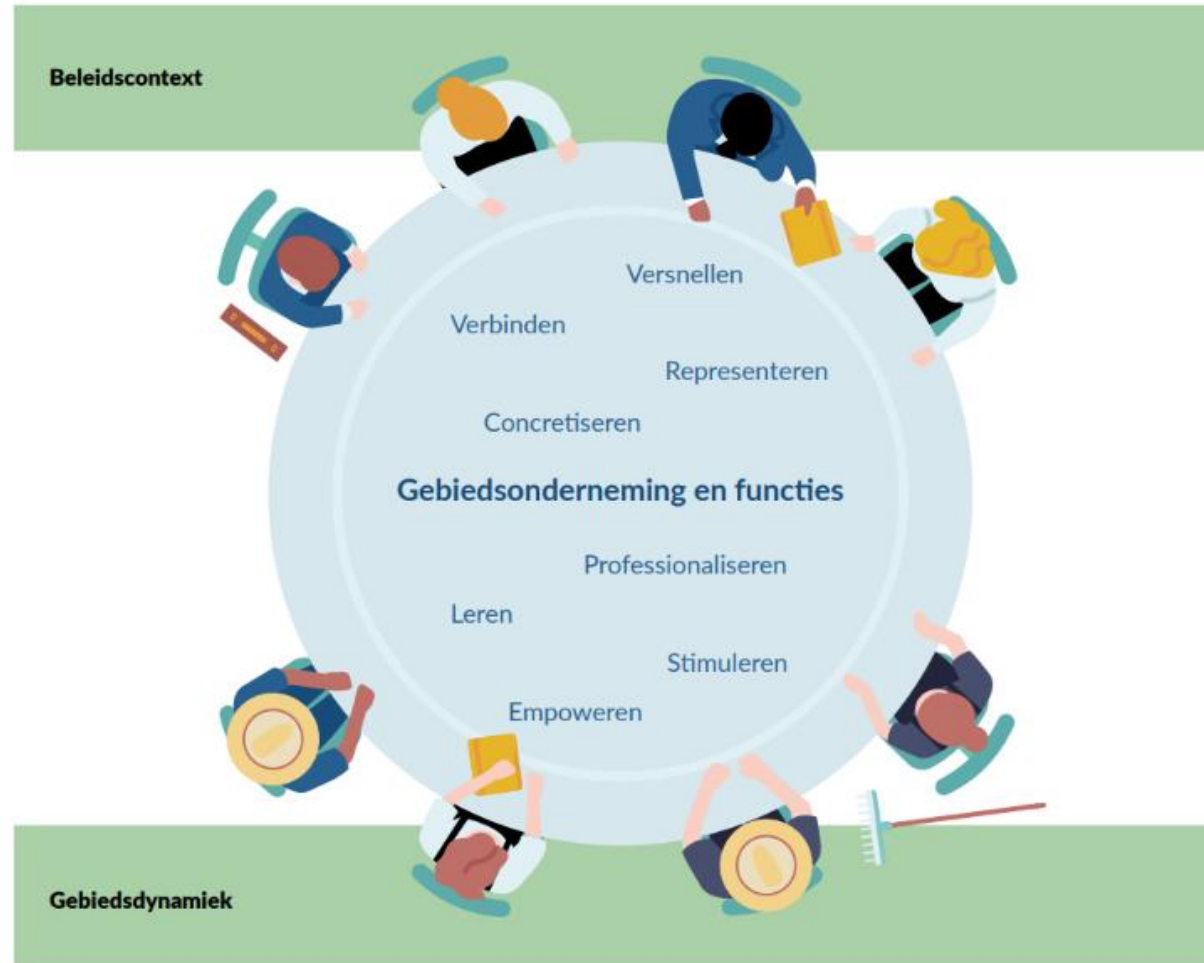 Beleidscontext
Versnellen
Verbinden
Representeren
Concretiseren
Gebiedsonderneming en functies
Professionaliseren
Leren
Stimuleren
Empoweren
Gebiedsdynamiek